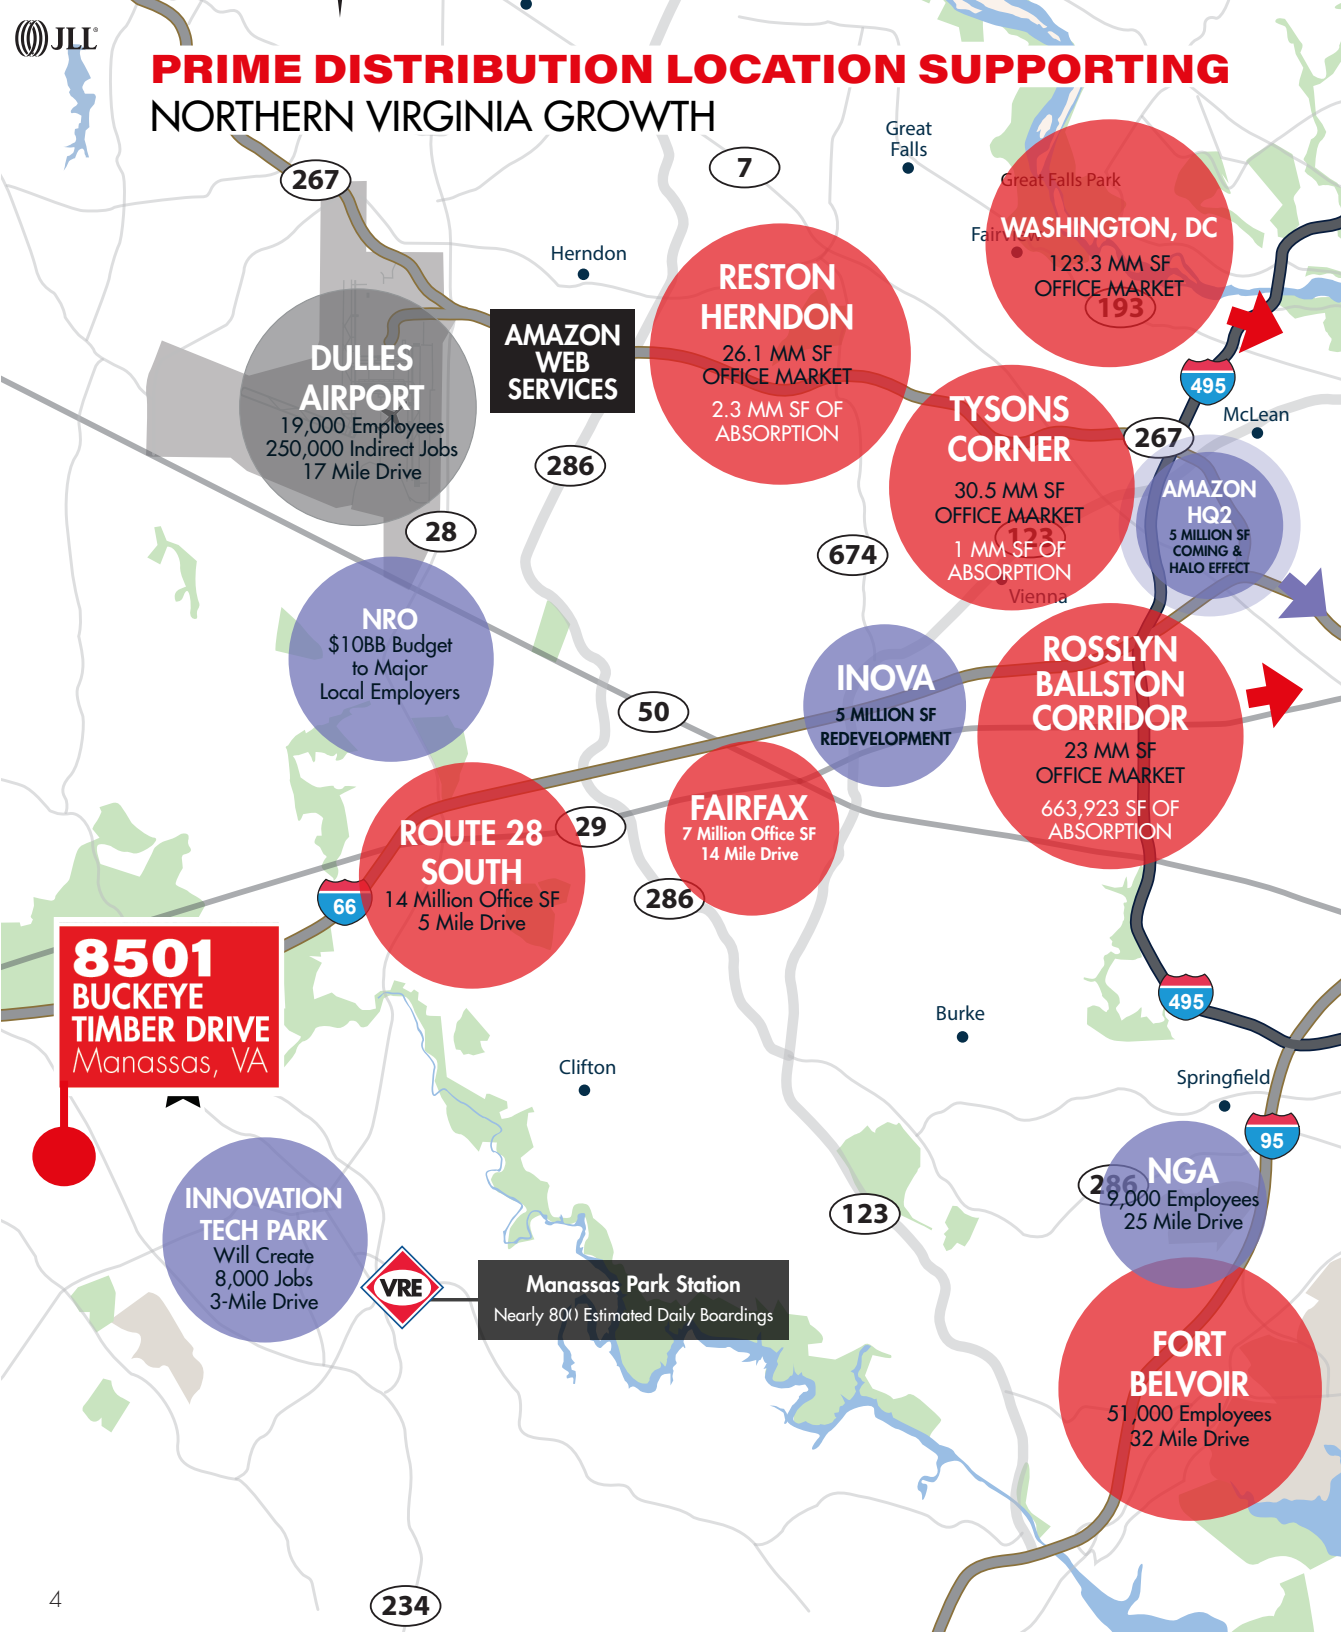 JLL
PRIME DISTRIBUTION LOCATION SUPPORTING
NORTHERN VIRGINIA GROWTH
Great
Falls
7
267
Great Falls Park
Fairview
WASHINGTON, DC
123.3 MM SF
OFFICE MARKET
193
Herndon
RESTON
HERNDON
26.1 MM SF
OFFICE MARKET
2.3 MM SF OF
ABSORPTION
AMAZON
WEB
SERVICES
DULLES
AIRPORT
19,000 Employees
250,000 Indirect Jobs
17 Mile Drive
495
McLean
267
TYSONS
CORNER
30.5 MM SF
OFFICE MARKET
123
1 MM SF OF
ABSORPTION
Vienna
AMAZON
HQ2
5 MILLION SF
COMING &
HALO EFFECT
286
28
674
NRO
$10BB Budget
to Major
Local Employers
50
INOVA
5 MILLION SF
REDEVELOPMENT
ROSSLYN
BALLSTON
CORRIDOR
23 MM SF
OFFICE MARKET
663,923 SF OF
ABSORPTION
FAIRFAX
7 Million Office SF
14 Mile Drive
29
ROUTE 28
SOUTH
14 Million Office SF
5 Mile Drive
66
286
8501
BUCKEYE
TIMBER DRIVE
Manassas, VA
495
Burke
Clifton
Springfield
95
286
NGA
9,000 Employees
25 Mile Drive
INNOVATION
TECH PARK
Will Create
8,000 Jobs
3-Mile Drive
123
VRE
Manassas Park Station
Nearly 800 Estimated Daily Boardings
FORT
BELVOIR
51,000 Employees
32 Mile Drive
4
234